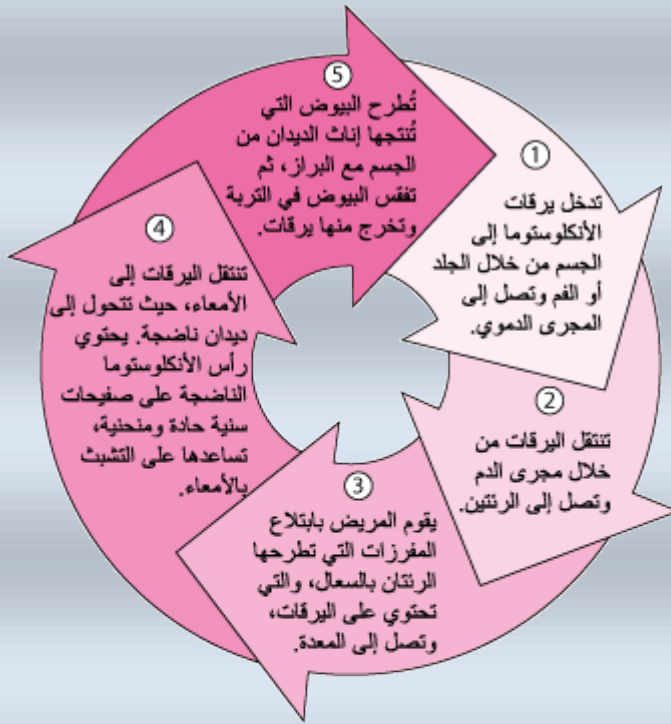 ①
تدخل يرقات
الأنكلوستوما إلى
الجسم من خلال الجلد
أو الفم وتصل إلى
المجرى الدموي.
②
تنتقل اليرقات من
خلال مجرى الدم
وتصل إلى الرئتين.
③
يقوم المريض بابتلاع
المفرزات التي تطرحها
الرئتان بالسعال، والتي
تحتوي على اليرقات،
وتصل إلى المعدة.
④
تنتقل اليرقات إلى
الأمعاء، حيث تتحول إلى
ديدان ناضجة. يحتوي
رأس الأنكلوستوما
الناضجة على صفيحات
سنية حادة ومنحنية،
تساعدها على التشبث
بالأمعاء.
⑤
تُطرح البيوض التي
تُنتجها إناث الديدان من
الجسم مع البراز، ثم
تفقس البيوض في التربة
وتخرج منها يرقات.